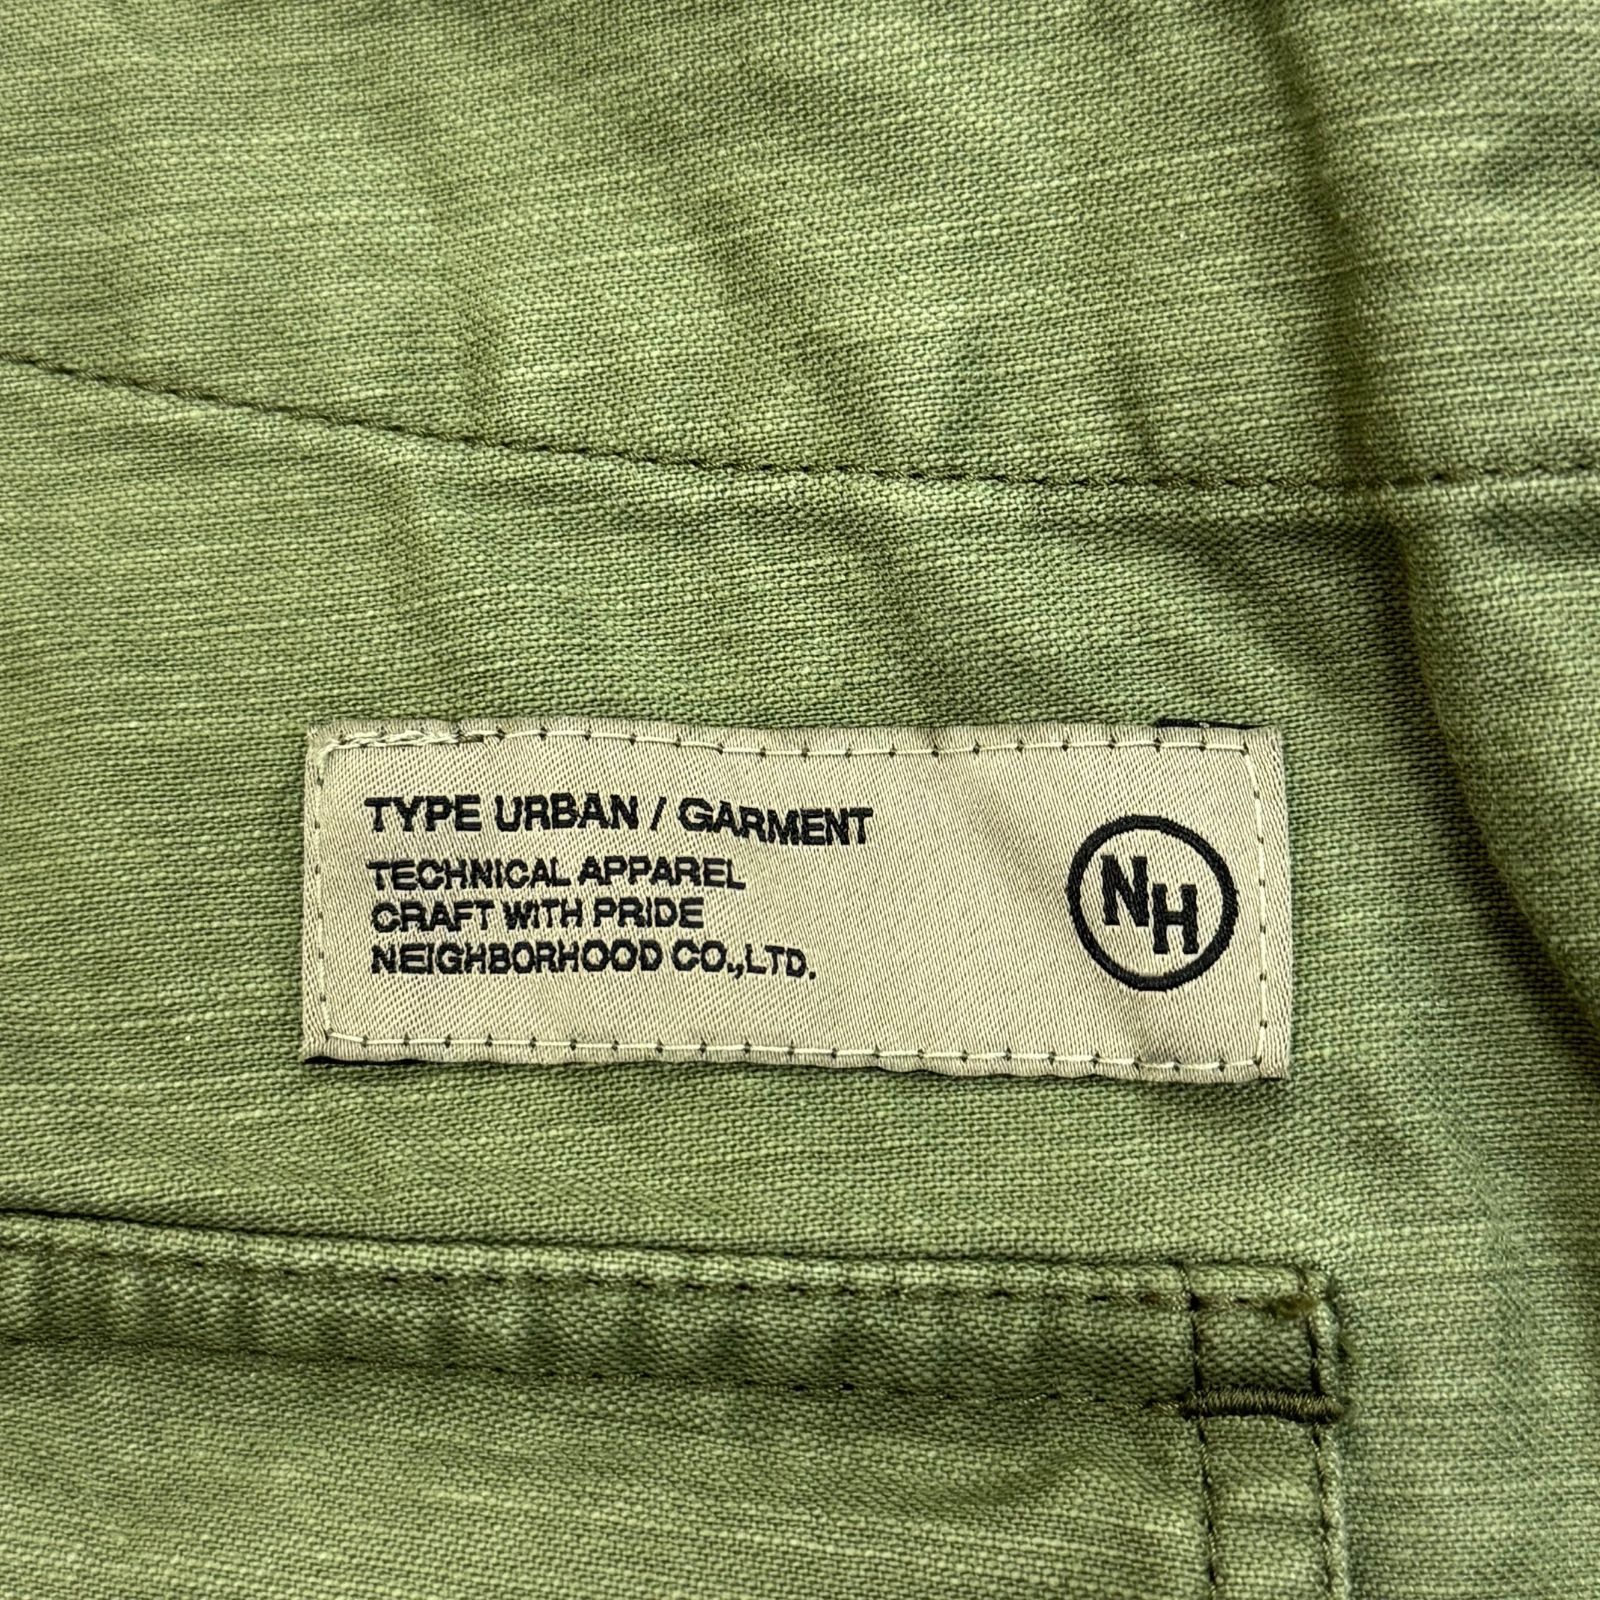 TYPE URBAN / GARMENT
TECHNICAL APPAREL
CRAFT WITH PRIDE
NEIGHBORHOOD CO.,LTD.
NH